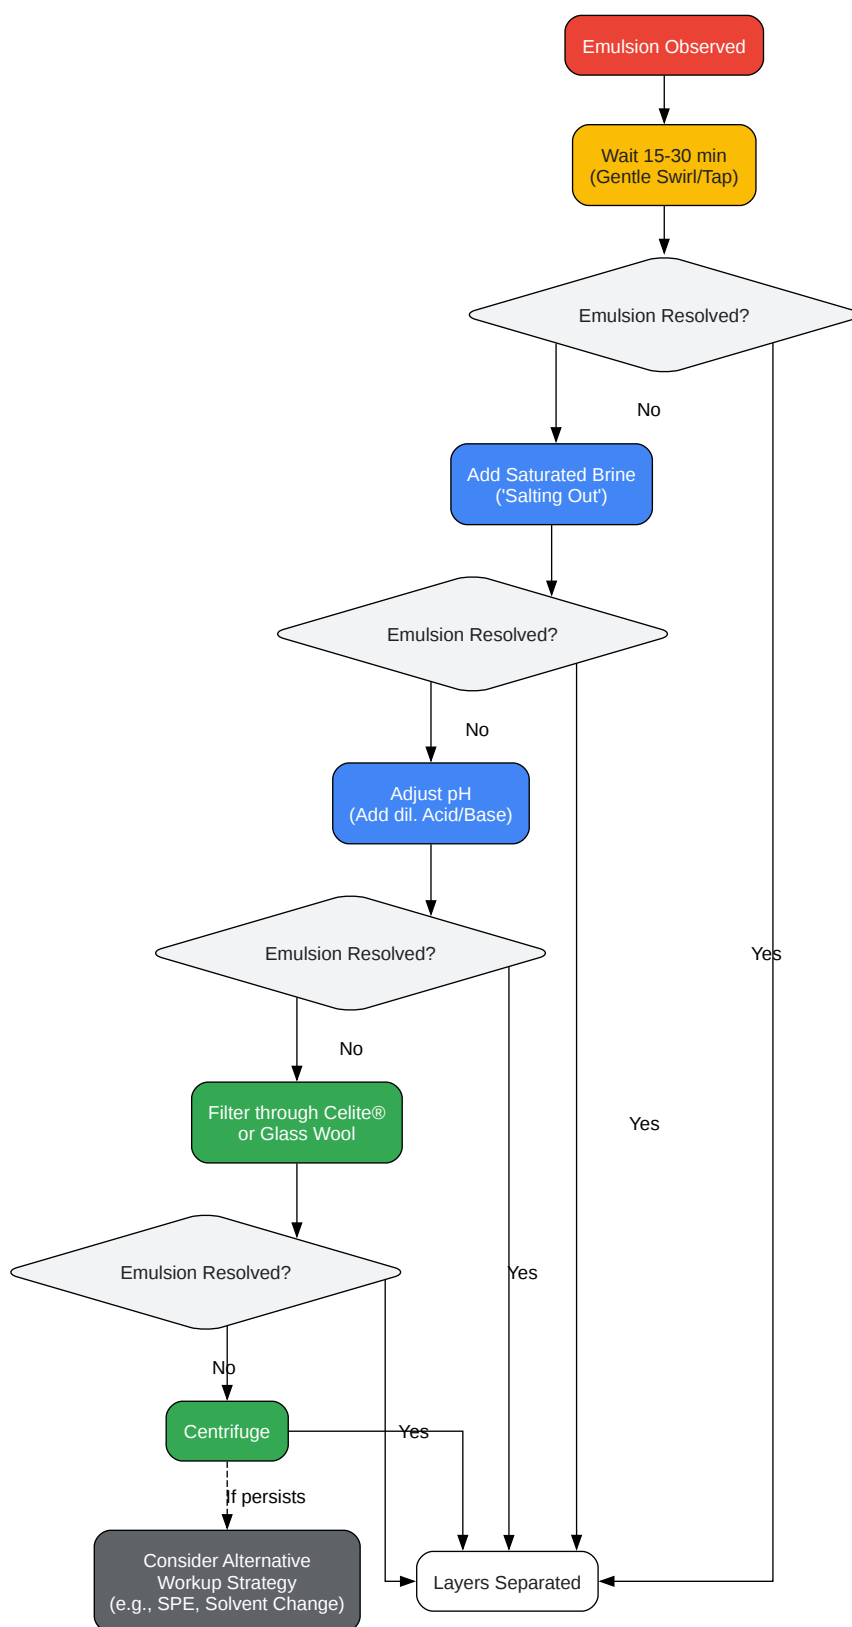 Emulsion Observed
Wait 15-30 min
(Gentle Swirl/Tap)
Emulsion Resolved?
No
Add Saturated Brine
('Salting Out')
Emulsion Resolved?
No
Adjust pH
(Add dil. Acid/Base)
Emulsion Resolved?
Yes
No
Filter through Celite®
or Glass Wool
Yes
Emulsion Resolved?
Yes
No
Centrifuge
Yes
If persists
Consider Alternative
Workup Strategy
(e.g., SPE, Solvent Change)
Layers Separated